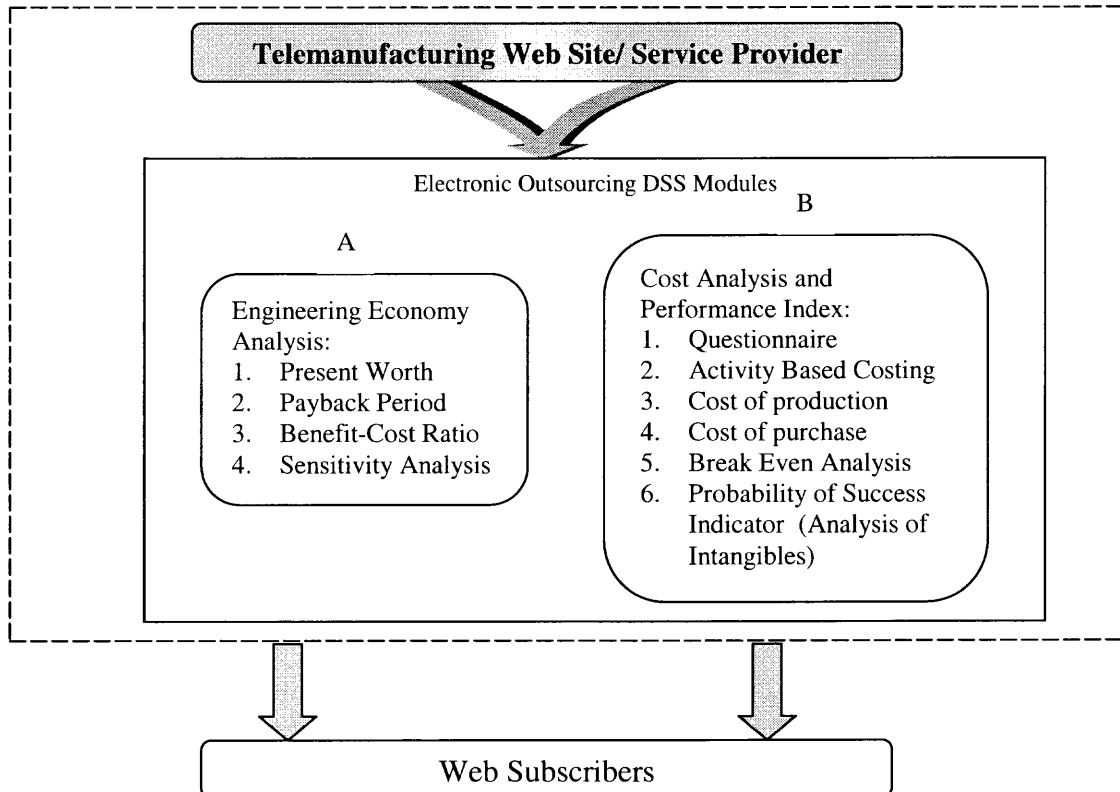 Telemanufacturing Web Site/ Service Provider
Electronic Outsourcing DSS Modules
A
Engineering Economy
Analysis:
1. Present Worth
2. Payback Period
3. Benefit-Cost Ratio
4. Sensitivity Analysis
B
Cost Analysis and
Performance Index:
1. Questionnaire
2. Activity Based Costing
3. Cost of production
4. Cost of purchase
5. Break Even Analysis
6. Probability of Success
Indicator (Analysis of
Intangibles)
Web Subscribers